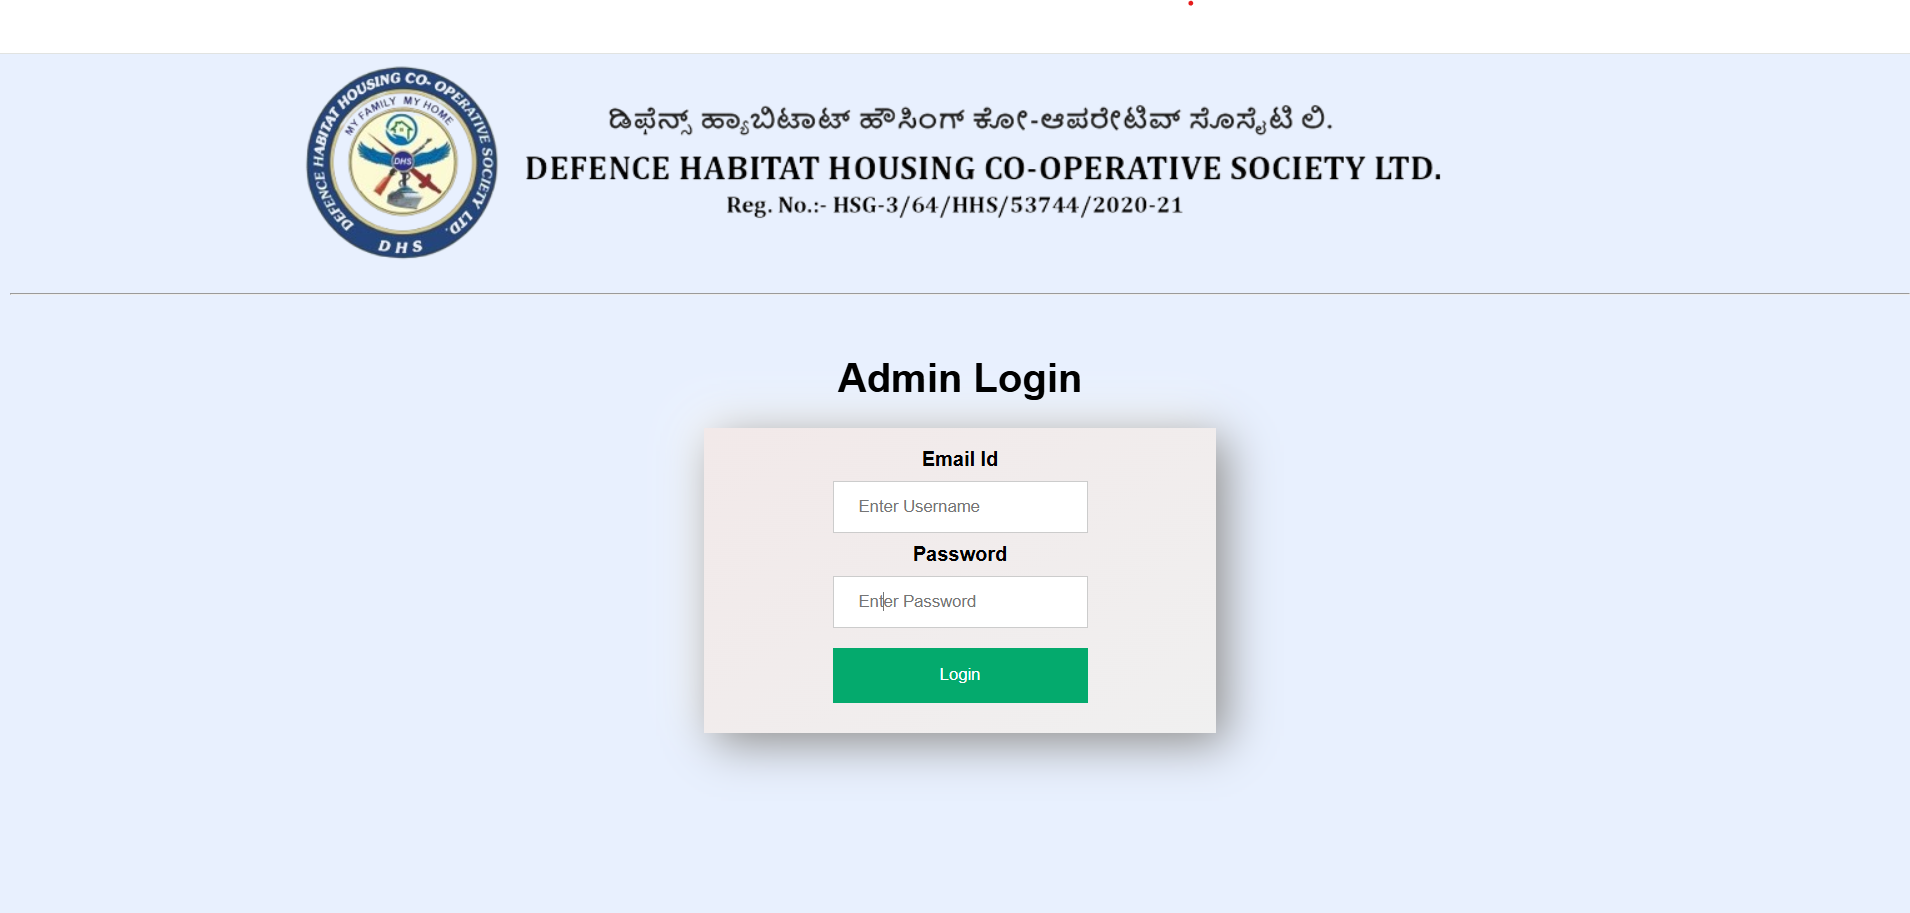 DEFENCE HABITAT HOUSING CO- OPERATIVE SOCIETY LTD.
MY FAMILY MY HOME
DHS
D H S
ಡಿಫೆನ್ಸ್ ಹ್ಯಾಬಿಟಾಟ್ ಹೌಸಿಂಗ್ ಕೋ-ಆಪರೇಟಿವ್ ಸೊಸೈಟಿ ಲಿ.
DEFENCE HABITAT HOUSING CO-OPERATIVE SOCIETY LTD.
Reg. No.:- HSG-3/64/HHS/53744/2020-21
Admin Login
Email Id
Enter Username
Password
Enter Password
Login